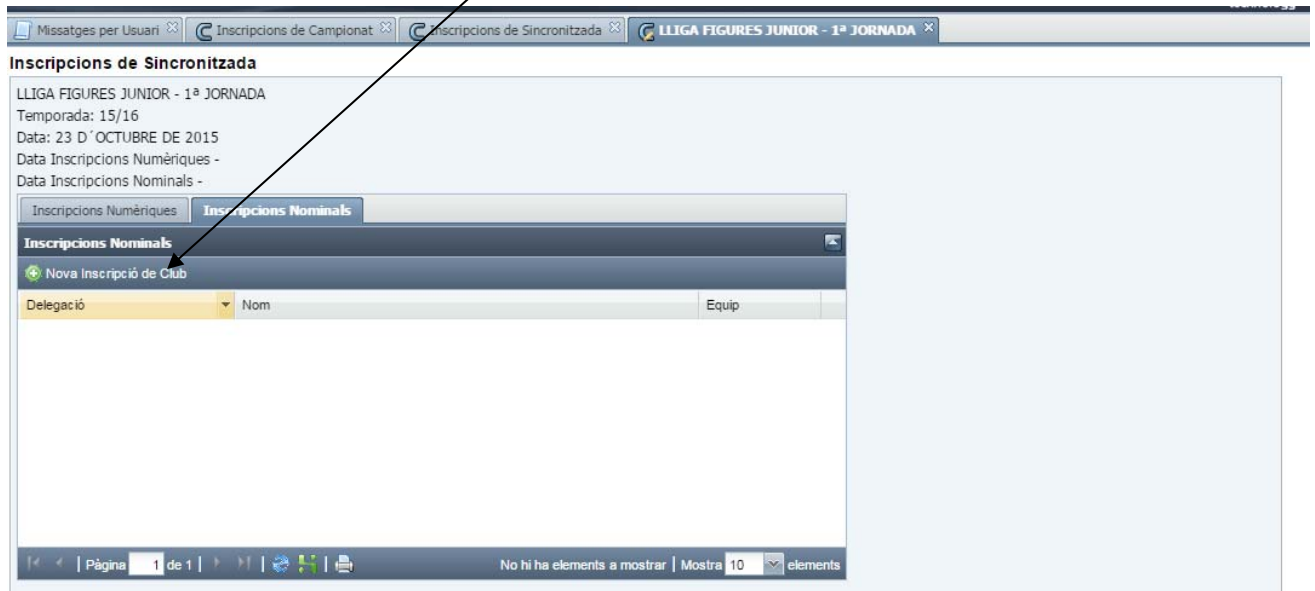 technology
Missatges per Usuari Inscripcions de Campionat Inscripcions de Sincronitzada LLIGA FIGURES JUNIOR - 1ª JORNADA
Inscripcions de Sincronitzada
LLIGA FIGURES JUNIOR - 1ª JORNADA
Temporada: 15/16
Data: 23 D´OCTUBRE DE 2015
Data Inscripcions Numèriques -
Data Inscripcions Nominals -
Inscripcions Numèriques Inscripcions Nominals
Inscripcions Nominals
Nova Inscripció de Club
Delegació Nom Equip
Pàgina 1 de 1 No hi ha elements a mostrar Mostra 10 elements